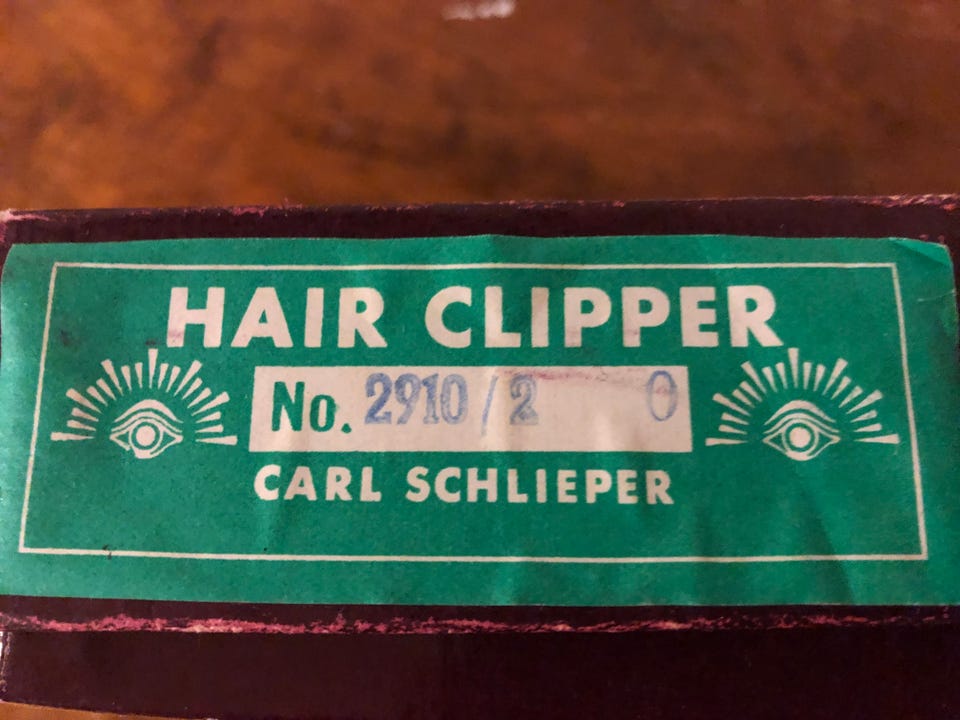 HAIR CLIPPER
No. 2910/2 0
CARL SCHLIEPER